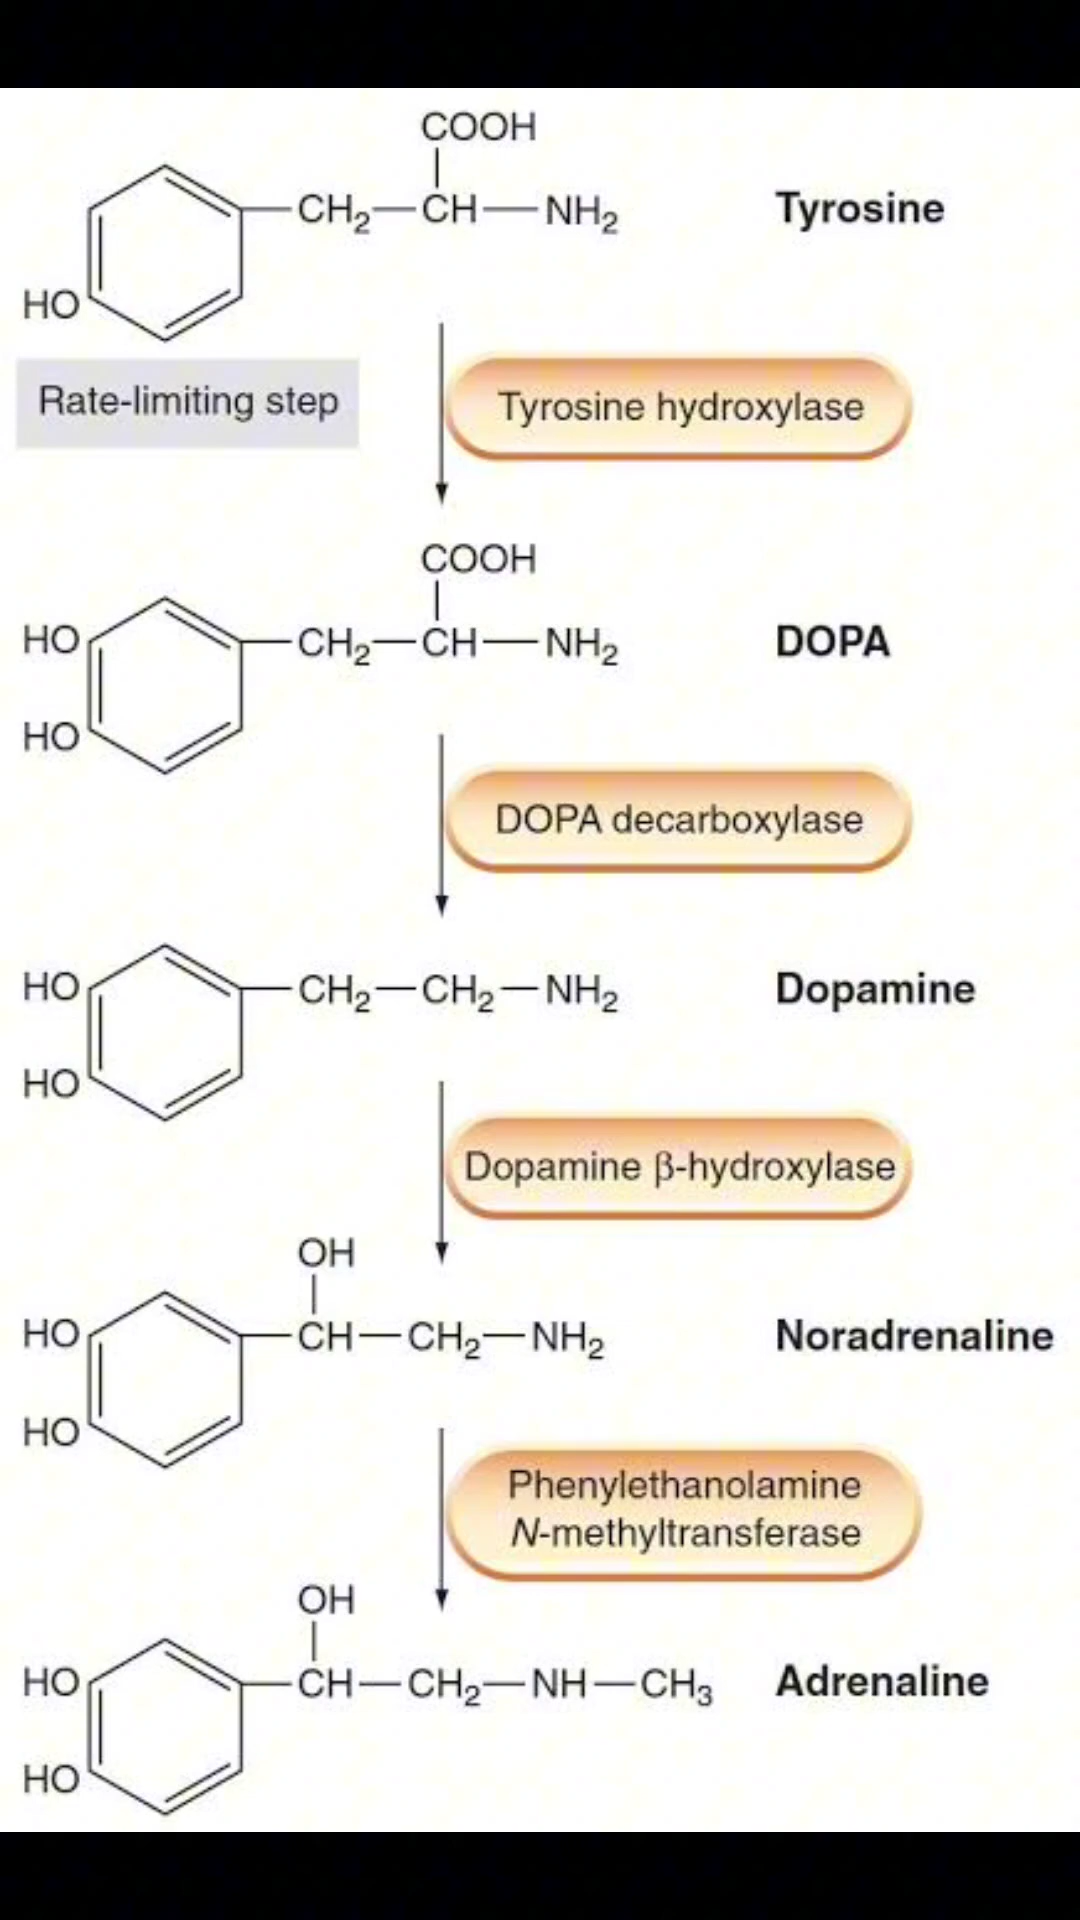 COOH
CH₂—CH—NH₂
Tyrosine
HO
Rate-limiting step
Tyrosine hydroxylase
COOH
HO
CH₂—CH—NH₂
DOPA
HO
DOPA decarboxylase
HO
CH₂—CH₂—NH₂
Dopamine
HO
Dopamine β-hydroxylase
OH
HO
CH—CH₂—NH₂
Noradrenaline
HO
Phenylethanolamine
N-methyltransferase
OH
HO
CH—CH₂—NH—CH₃
Adrenaline
HO